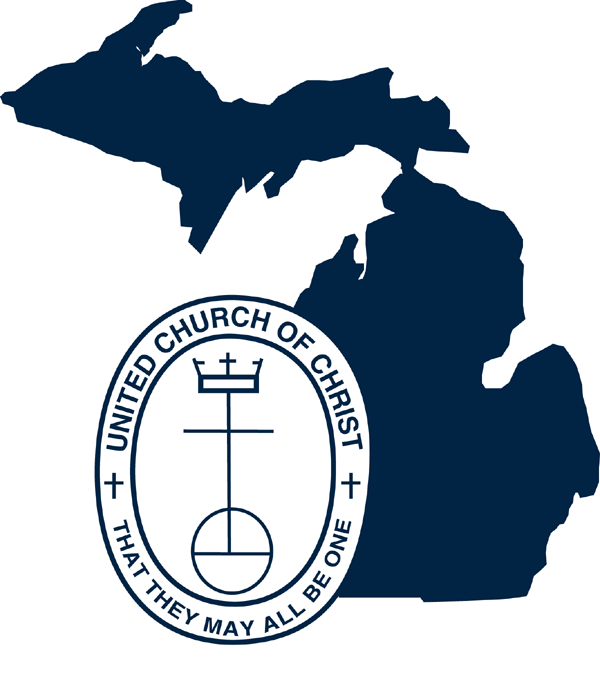 UNITED CHURCH OF CHRIST
THAT THEY MAY ALL BE ONE